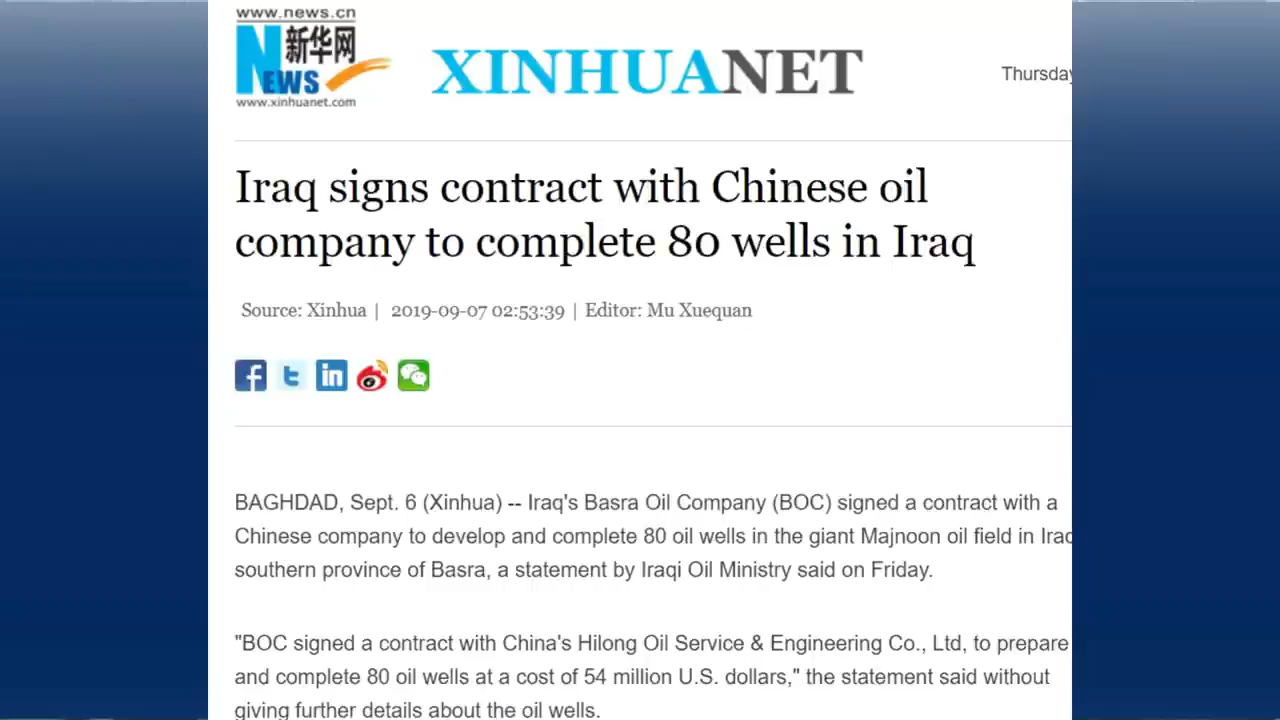 www.news.cn
新华网
NEWS
www.xinhuanet.com
XINHUANET
Thursday
Iraq signs contract with Chinese oil
company to complete 80 wells in Iraq
Source: Xinhua | 2019-09-07 02:53:39 | Editor: Mu Xuequan
BAGHDAD, Sept. 6 (Xinhua) -- Iraq's Basra Oil Company (BOC) signed a contract with a
Chinese company to develop and complete 80 oil wells in the giant Majnoon oil field in Iraq
southern province of Basra, a statement by Iraqi Oil Ministry said on Friday.
"BOC signed a contract with China's Hilong Oil Service & Engineering Co., Ltd, to prepare
and complete 80 oil wells at a cost of 54 million U.S. dollars," the statement said without
giving further details about the oil wells.